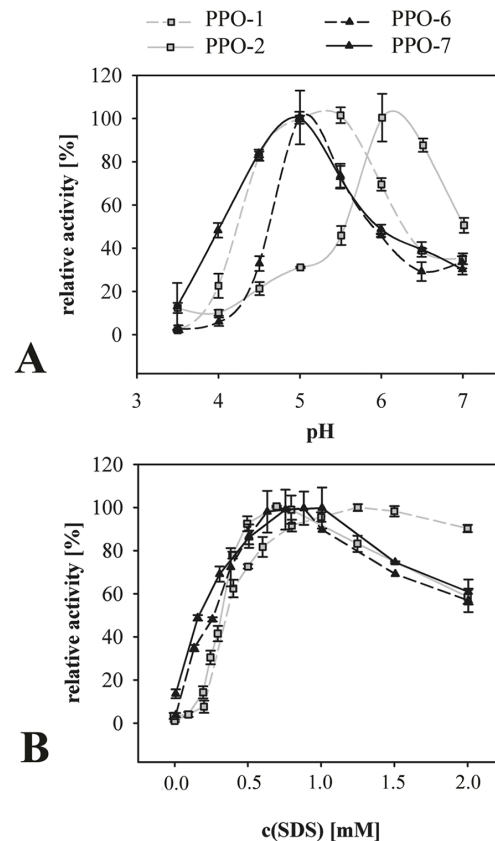 PPO-1 PPO-6
PPO-2 PPO-7
120
100
80
60
40
20
0
relative activity [%]
A
3 4 5 6 7
pH
120
100
80
60
40
20
0
relative activity [%]
B
0.0 0.5 1.0 1.5 2.0
c(SDS) [mM]